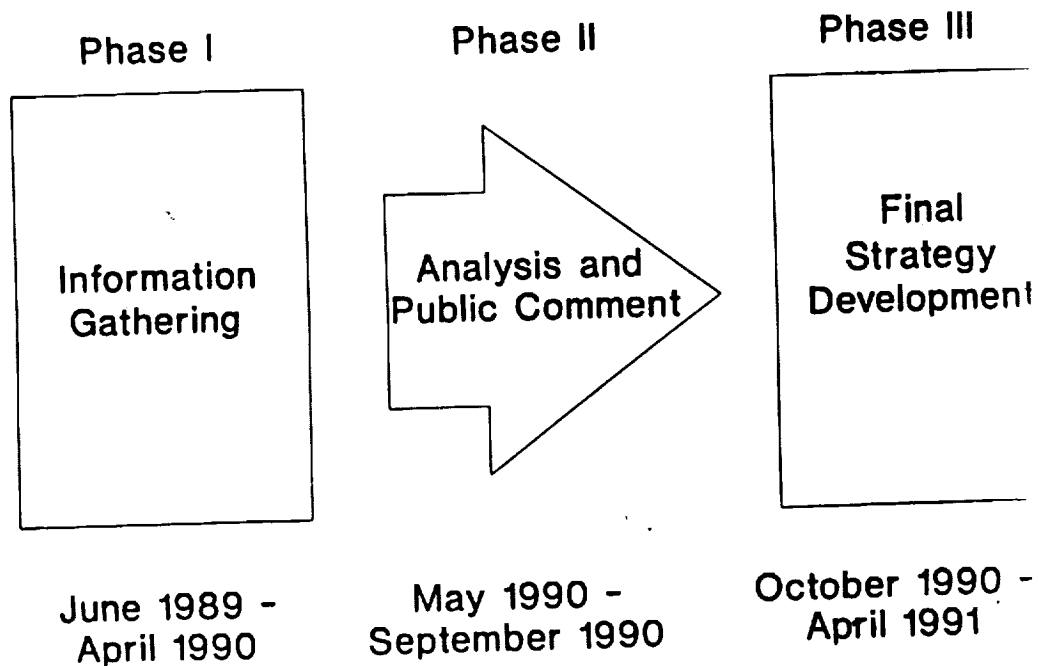 Phase I
Information
Gathering
June 1989 -
April 1990
Phase II
Analysis and
Public Comment
May 1990 -
September 1990
Phase III
Final
Strategy
Development
October 1990 -
April 1991